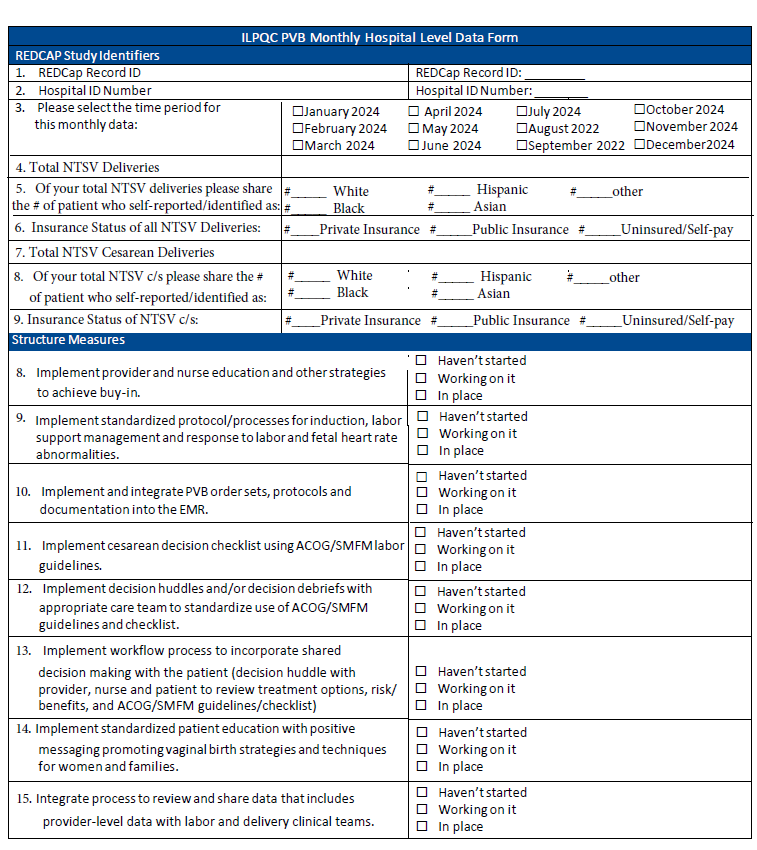 ILPQC PVB Monthly Hospital Level Data Form
REDCAP Study Identifiers
1. REDCap Record ID REDCap Record ID: _________
2. Hospital ID Number Hospital ID Number: ________
3. Please select the time period for
this monthly data:
☐January 2024 ☐ April 2024 ☐July 2024 ☐October 2024
☐February 2024 ☐ May 2024 ☐August 2022 ☐November 2024
☐March 2024 ☐ June 2024 ☐September 2022 ☐December2024
4. Total NTSV Deliveries
5. Of your total NTSV deliveries please share #_____ White #_____ Hispanic #_____other
the # of patient who self-reported/identified as: #_____ Black #_____ Asian
6. Insurance Status of all NTSV Deliveries: #____Private Insurance #_____Public Insurance #_____Uninsured/Self-pay
7. Total NTSV Cesarean Deliveries
8. Of your total NTSV c/s please share the # #_____ White #_____ Hispanic #_____other
of patient who self-reported/identified as: #_____ Black #_____ Asian
9. Insurance Status of NTSV c/s: #____Private Insurance #_____Public Insurance #_____Uninsured/Self-pay
Structure Measures
8. Implement provider and nurse education and other strategies
to achieve buy-in.
☐ Haven't started
☐ Working on it
☐ In place
9. Implement standardized protocol/processes for induction, labor
support management and response to labor and fetal heart rate
abnormalities.
☐ Haven't started
☐ Working on it
☐ In place
10. Implement and integrate PVB order sets, protocols and
documentation into the EMR.
☐ Haven't started
☐ Working on it
☐ In place
11. Implement cesarean decision checklist using ACOG/SMFM labor
guidelines.
☐ Haven't started
☐ Working on it
☐ In place
12. Implement decision huddles and/or decision debriefs with
appropriate care team to standardize use of ACOG/SMFM
guidelines and checklist.
☐ Haven't started
☐ Working on it
☐ In place
13. Implement workflow process to incorporate shared
decision making with the patient (decision huddle with
provider, nurse and patient to review treatment options, risk/
benefits, and ACOG/SMFM guidelines/checklist)
☐ Haven't started
☐ Working on it
☐ In place
14. Implement standardized patient education with positive
messaging promoting vaginal birth strategies and techniques
for women and families.
☐ Haven't started
☐ Working on it
☐ In place
15. Integrate process to review and share data that includes
provider-level data with labor and delivery clinical teams.
☐ Haven't started
☐ Working on it
☐ In place